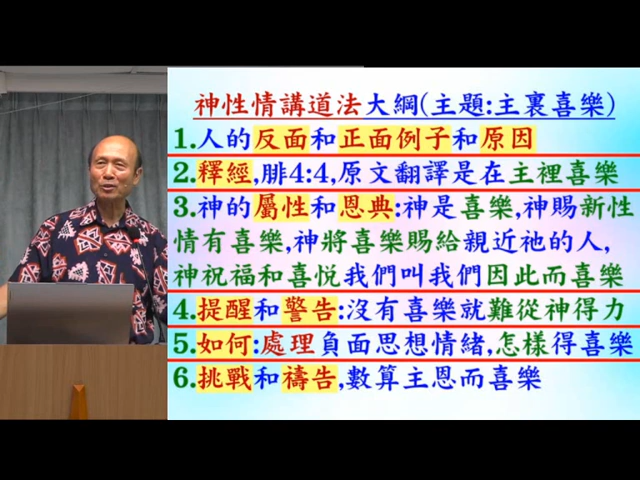 神性情講道法大綱(主題:主裏喜樂)
1.人的反面和正面例子和原因
2.釋經,腓4:4,原文翻譯是在主裡喜樂
3.神的屬性和恩典:神是喜樂,神賜新性
情有喜樂,神將喜樂賜給親近祂的人,
神祝福和喜悅我們叫我們因此而喜樂
4.提醒和警告:沒有喜樂就難從神得力
5.如何:處理負面思想情緒,怎樣得喜樂
6.挑戰和禱告,數算主恩而喜樂